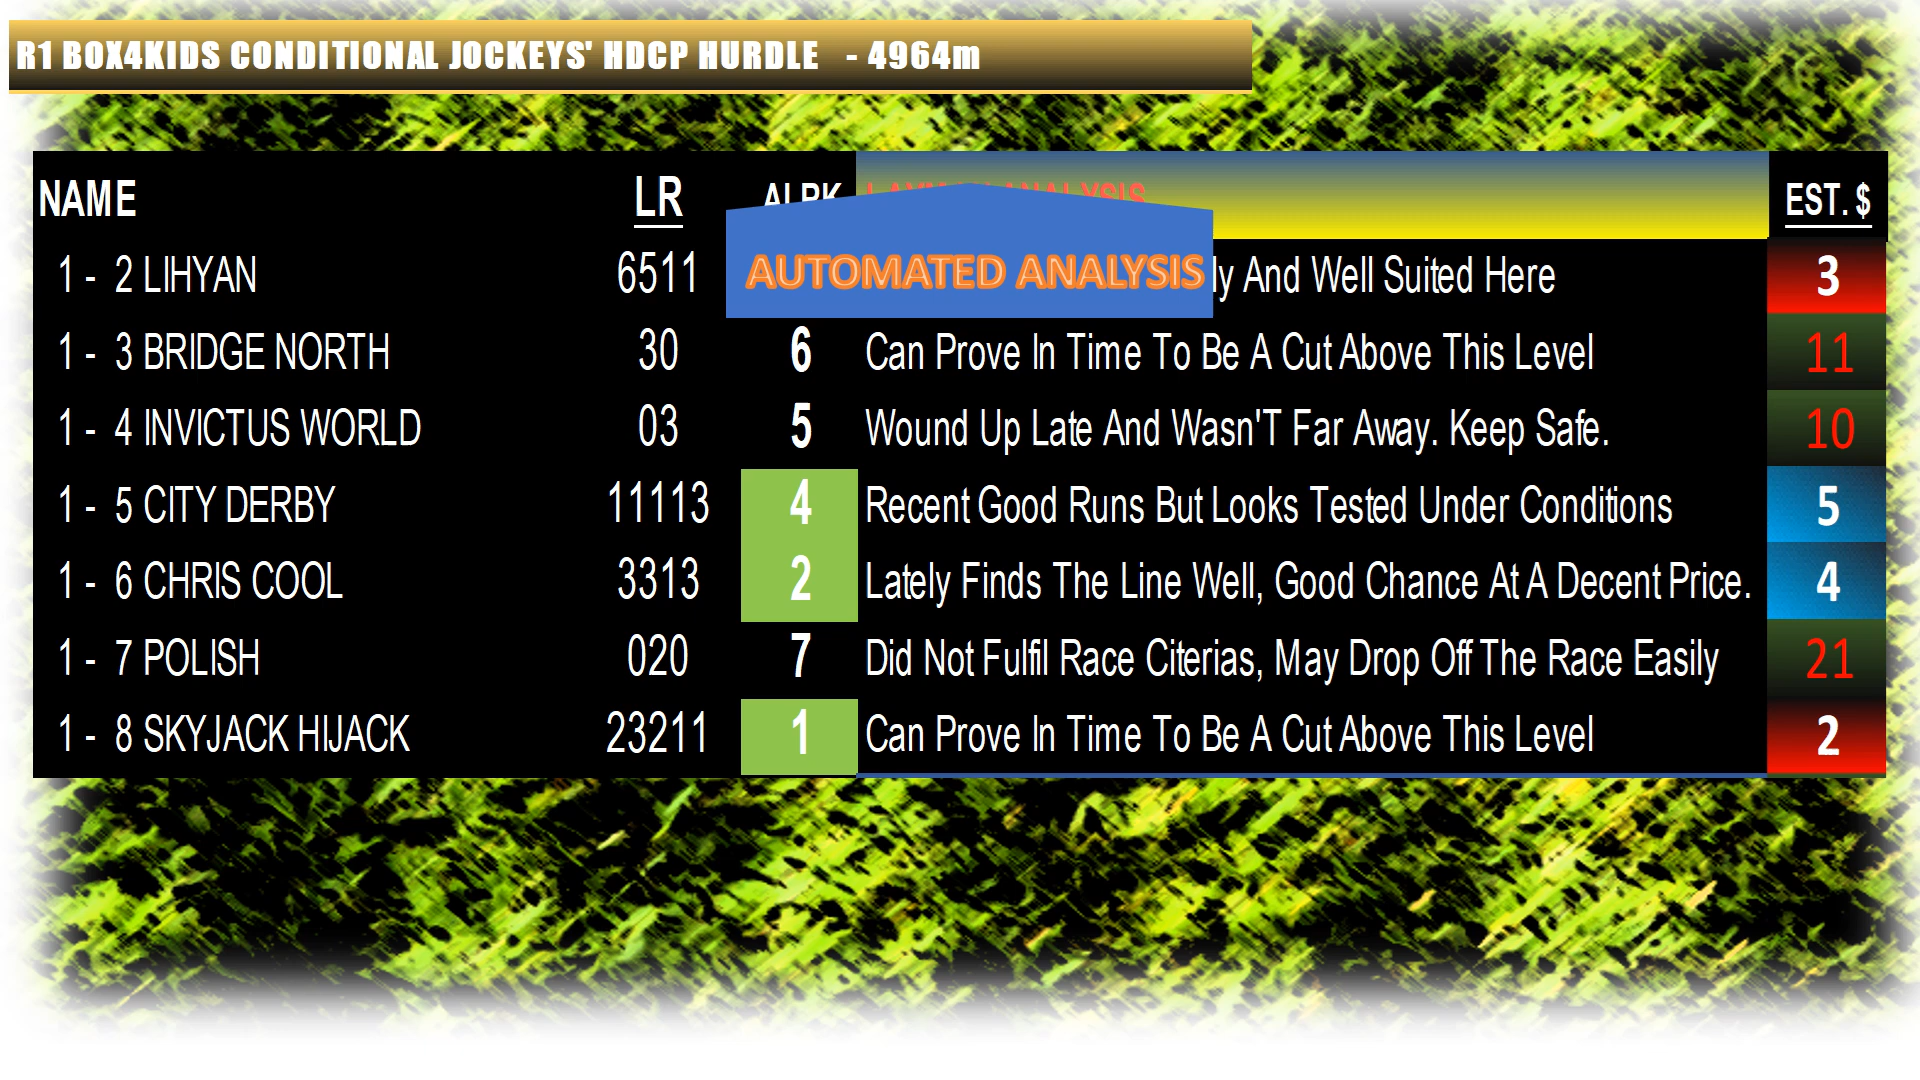 R1 BOX4KIDS CONDITIONAL JOCKEYS' HDCP HURDLE - 4964m
NAME LR ANALYSIS EST. $
AUTOMATED ANALYSIS
1 - 2 LIHYAN 6511 ly And Well Suited Here 3
1 - 3 BRIDGE NORTH 30 6 Can Prove In Time To Be A Cut Above This Level 11
1 - 4 INVICTUS WORLD 03 5 Wound Up Late And Wasn'T Far Away. Keep Safe. 10
1 - 5 CITY DERBY 11113 4 Recent Good Runs But Looks Tested Under Conditions 5
1 - 6 CHRIS COOL 3313 2 Lately Finds The Line Well, Good Chance At A Decent Price. 4
1 - 7 POLISH 020 7 Did Not Fulfil Race Citerias, May Drop Off The Race Easily 21
1 - 8 SKYJACK HIJACK 23211 1 Can Prove In Time To Be A Cut Above This Level 2